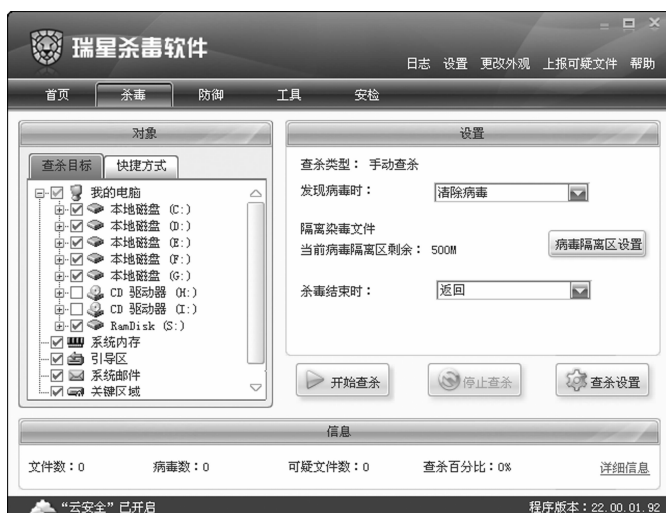 瑞星杀毒软件
日志 设置 更改外观 上报可疑文件 帮助
首页 杀毒 防御 工具 安检
对象
查杀目标 快捷方式
我的电脑
本地磁盘 (C:)
本地磁盘 (D:)
本地磁盘 (E:)
本地磁盘 (F:)
本地磁盘 (G:)
CD 驱动器 (H:)
CD 驱动器 (I:)
RamDisk (S:)
系统内存
引导区
系统邮件
关键区域
设置
查杀类型： 手动查杀
发现病毒时： 清除病毒
隔离染毒文件
当前病毒隔离区剩余： 500M
病毒隔离区设置
杀毒结束时： 返回
开始查杀 停止查杀 查杀设置
信息
文件数：0 病毒数：0 可疑文件数：0 查杀百分比：0% 详细信息
“云安全”已开启 程序版本：22.00.01.92